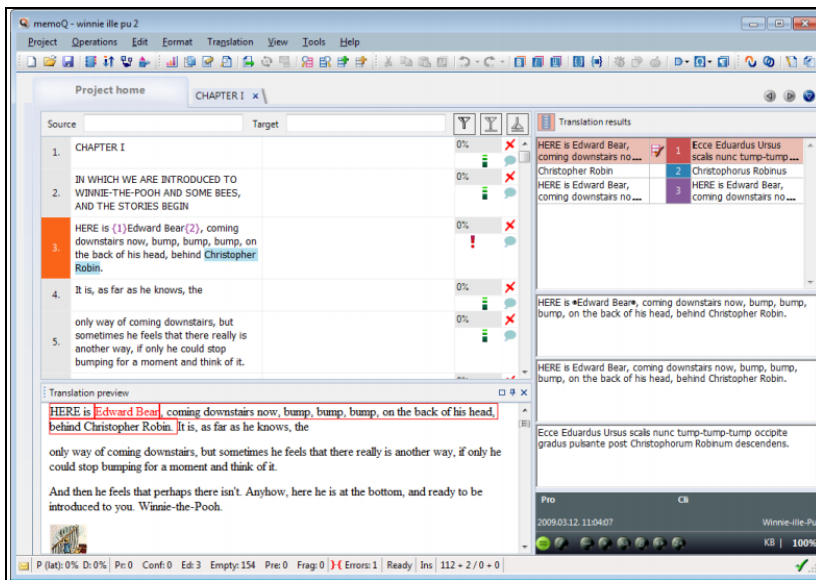 memoQ - winnie ille pu 2
Project Operations Edit Format Translation View Tools Help
Project home
CHAPTER I
Source
Target
1.
CHAPTER I
0%
2.
IN WHICH WE ARE INTRODUCED TO
WINNIE-THE-POOH AND SOME BEES,
AND THE STORIES BEGIN
0%
3.
HERE is {1}Edward Bear{2}, coming
downstairs now, bump, bump, bump, on
the back of his head, behind Christopher
Robin.
0%
4.
It is, as far as he knows, the
0%
5.
only way of coming downstairs, but
sometimes he feels that there really is
another way, if only he could stop
bumping for a moment and think of it.
0%
Translation preview
HERE is Edward Bear, coming downstairs now, bump, bump, bump, on the back of his head,
behind Christopher Robin. It is, as far as he knows, the
only way of coming downstairs, but sometimes he feels that there really is another way, if only he
could stop bumping for a moment and think of it.
And then he feels that perhaps there isn't. Anyhow, here he is at the bottom, and ready to be
introduced to you. Winnie-the-Pooh.
Translation results
HERE is Edward Bear,
coming downstairs no...
1
Ecce Eduardus Ursus
scalis nunc tump-tump...
Christopher Robin
2
Christophorus Robinus
HERE is Edward Bear,
coming downstairs no...
3
HERE is Edward Bear,
coming downstairs no...
HERE is •Edward Bear•, coming downstairs now, bump, bump,
bump, on the back of his head, behind Christopher Robin.
HERE is Edward Bear, coming downstairs now, bump, bump,
bump, on the back of his head, behind Christopher Robin.
Ecce Eduardus Ursus scalis nunc tump-tump-tump occipite
gradus pulsante post Christophorum Robinum descendens.
Pro
Cli
2009.03.12. 11:04:07
Winnie-ille-Pu
KB | 100%
P (lat): 0% D: 0% Pr: 0 Conf: 0 Ed: 3 Empty: 154 Pre: 0 Frag: 0 Errors: 1 Ready Ins 112 + 2 / 0 + 0